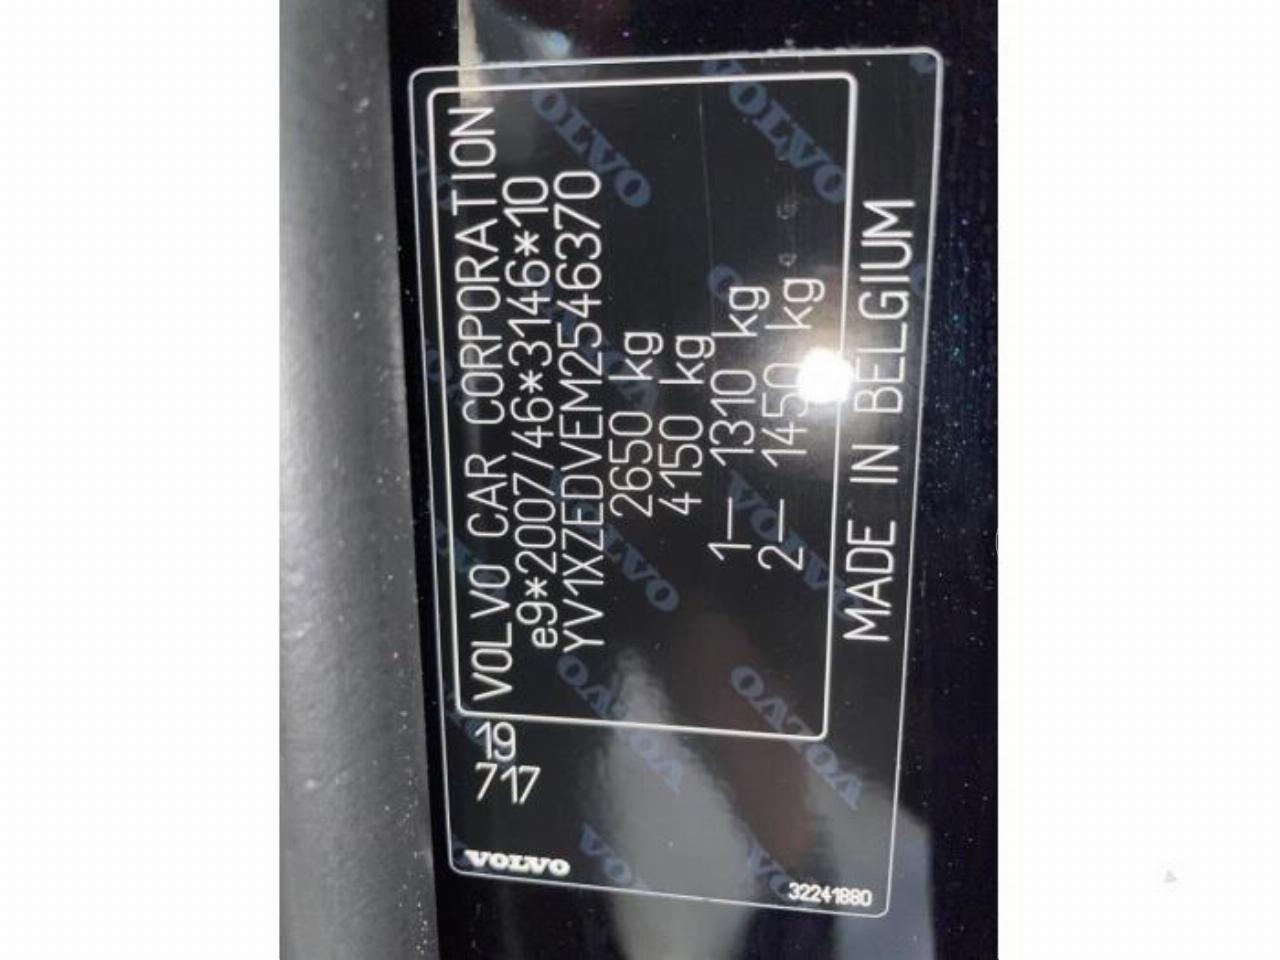 VOLVO CAR CORPORATION
e9*2007/46*3146*10
YV1XZEDVEM2546370
2650 kg
4150 kg
1— 1310 kg
2— 1450 kg
MADE IN BELGIUM
19
717
VOLVO
32241880